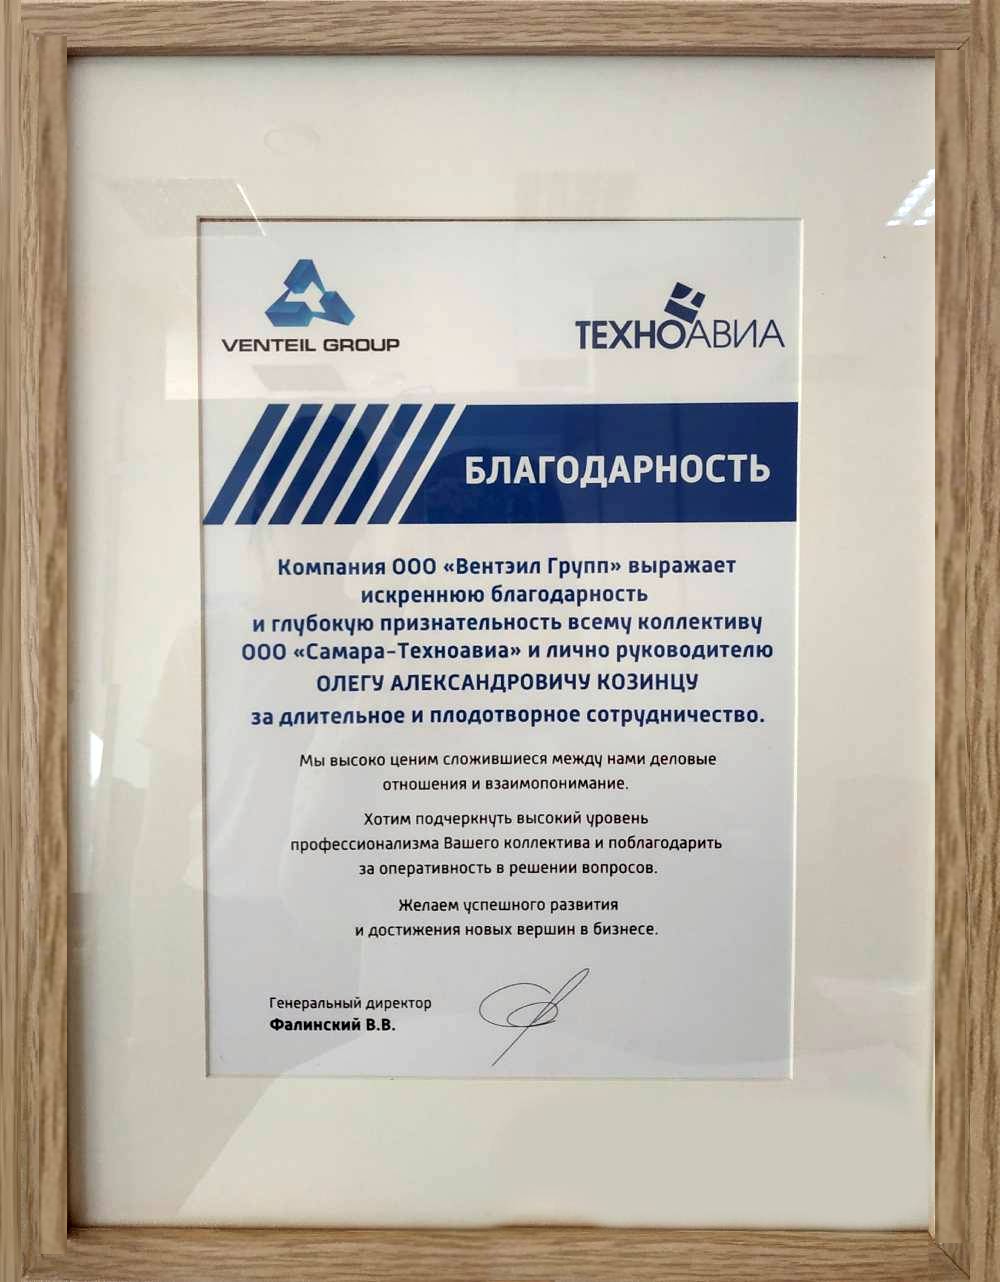 VENTEIL GROUP
ТЕХНОАВИА
БЛАГОДАРНОСТЬ
Компания ООО «Вентэил Групп» выражает
искреннюю благодарность
и глубокую признательность всему коллективу
ООО «Самара-Техноавиа» и лично руководителю
ОЛЕГУ АЛЕКСАНДРОВИЧУ КОЗИНЦУ
за длительное и плодотворное сотрудничество.
Мы высоко ценим сложившиеся между нами деловые
отношения и взаимопонимание.
Хотим подчеркнуть высокий уровень
профессионализма Вашего коллектива и поблагодарить
за оперативность в решении вопросов.
Желаем успешного развития
и достижения новых вершин в бизнесе.
Генеральный директор
Фалинский В.В.